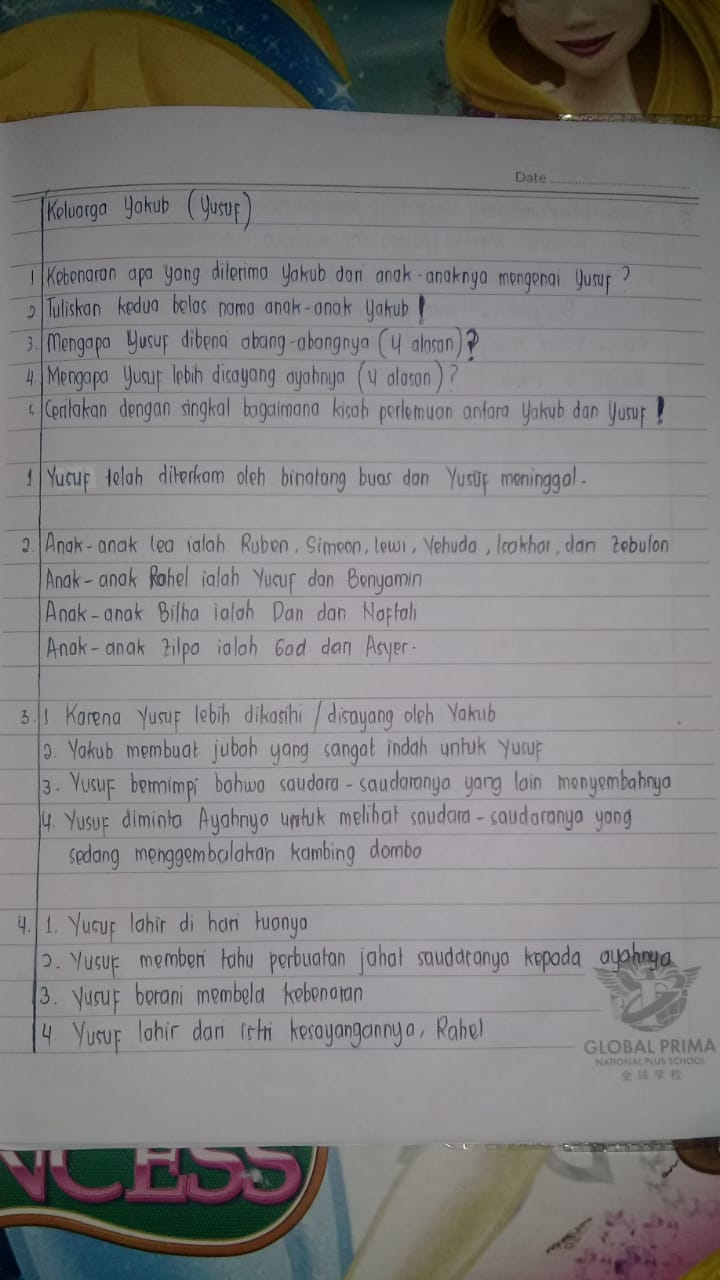 Date
Keluarga Yakub (Yusuf)
1 Kebenaran apa yang diterima Yakub dari anak-anaknya mengenai Yusuf?
2 Tuliskan kedua belas nama anak-anak Yakub!
3. Mengapa Yusuf dibenci abang-abangnya (4 alasan)?
4. Mengapa Yusuf lebih disayang ayahnya (4 alasan)?
5 Ceritakan dengan singkat bagaimana kisah pertemuan antara Yakub dan Yusuf!
1 Yusuf telah diterkam oleh binatang buas dan Yusuf meninggal.
2. Anak-anak Lea ialah Ruben, Simeon, Lewi, Yehuda, Isakhar, dan Zebulon
Anak-anak Rahel ialah Yusuf dan Benyamin
Anak-anak Bilha ialah Dan dan Naftali
Anak-anak Zilpa ialah Gad dan Asyer.
3. 1 Karena Yusuf lebih dikasihi / disayang oleh Yakub
2. Yakub membuat jubah yang sangat indah untuk Yusuf
3. Yusuf bermimpi bahwa saudara-saudaranya yang lain menyembahnya
4. Yusuf diminta Ayahnya untuk melihat saudara-saudaranya yang
sedang menggembalakan kambing domba
4. 1. Yusuf lahir di hari tuanya
2. Yusuf memberi tahu perbuatan jahat saudaranya kepada ayahnya
3. Yusuf berani membela kebenaran
4 Yusuf lahir dari istri kesayangannya, Rahel
GLOBAL PRIMA
NATIONAL PLUS SCHOOL
全球学校
NCESS